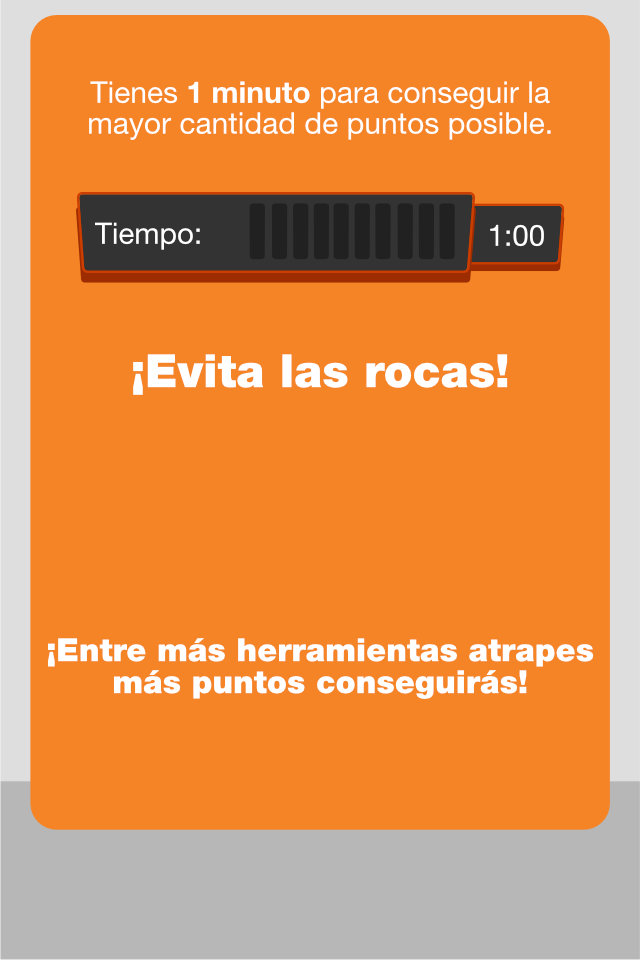 Tienes 1 minuto para conseguir la
mayor cantidad de puntos posible.
Tiempo:
1:00
¡Evita las rocas!
¡Entre más herramientas atrapes
más puntos conseguirás!